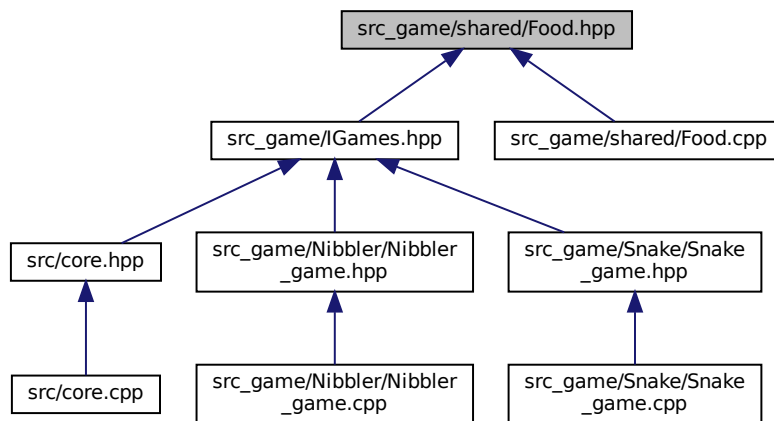 src_game/shared/Food.hpp
src_game/IGames.hpp
src_game/shared/Food.cpp
src/core.hpp
src_game/Nibbler/Nibbler
_game.hpp
src_game/Snake/Snake
_game.hpp
src/core.cpp
src_game/Nibbler/Nibbler
_game.cpp
src_game/Snake/Snake
_game.cpp